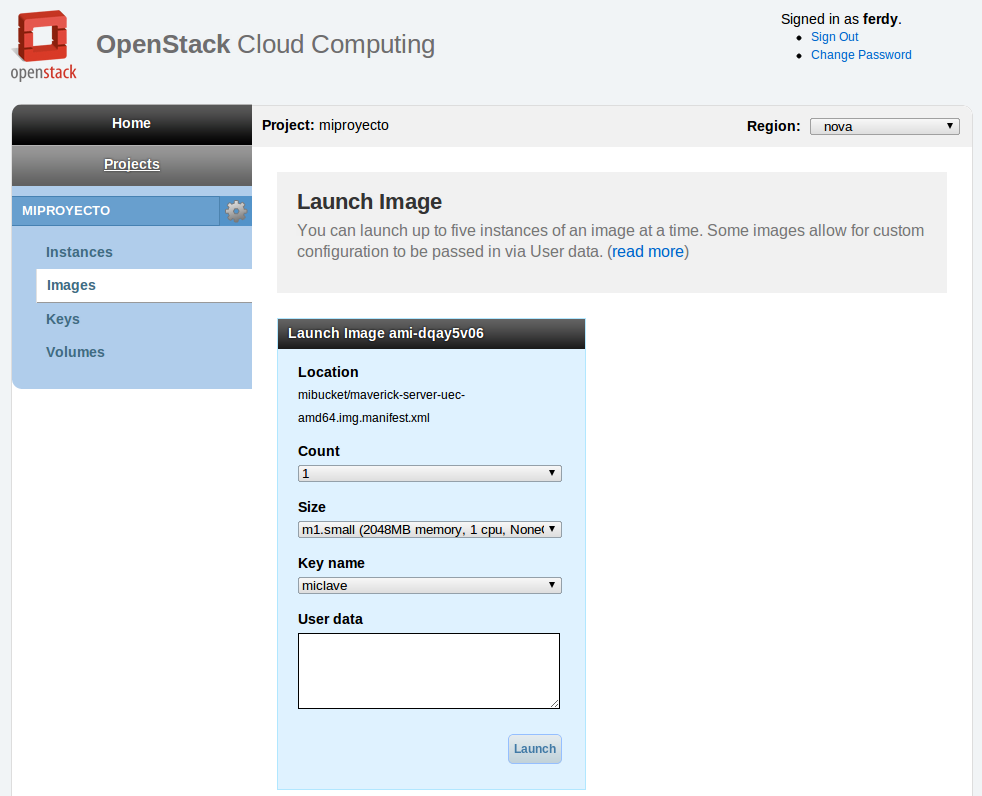 openstack
OpenStack Cloud Computing
Signed in as ferdy.
Sign Out
Change Password
Home
Projects
MIPROYECTO
Instances
Images
Keys
Volumes
Project: miproyecto
Region: nova
Launch Image
You can launch up to five instances of an image at a time. Some images allow for custom
configuration to be passed in via User data. (read more)
Launch Image ami-dqay5v06
Location
mibucket/maverick-server-uec-
amd64.img.manifest.xml
Count
1
Size
m1.small (2048MB memory, 1 cpu, None
Key name
miclave
User data
Launch